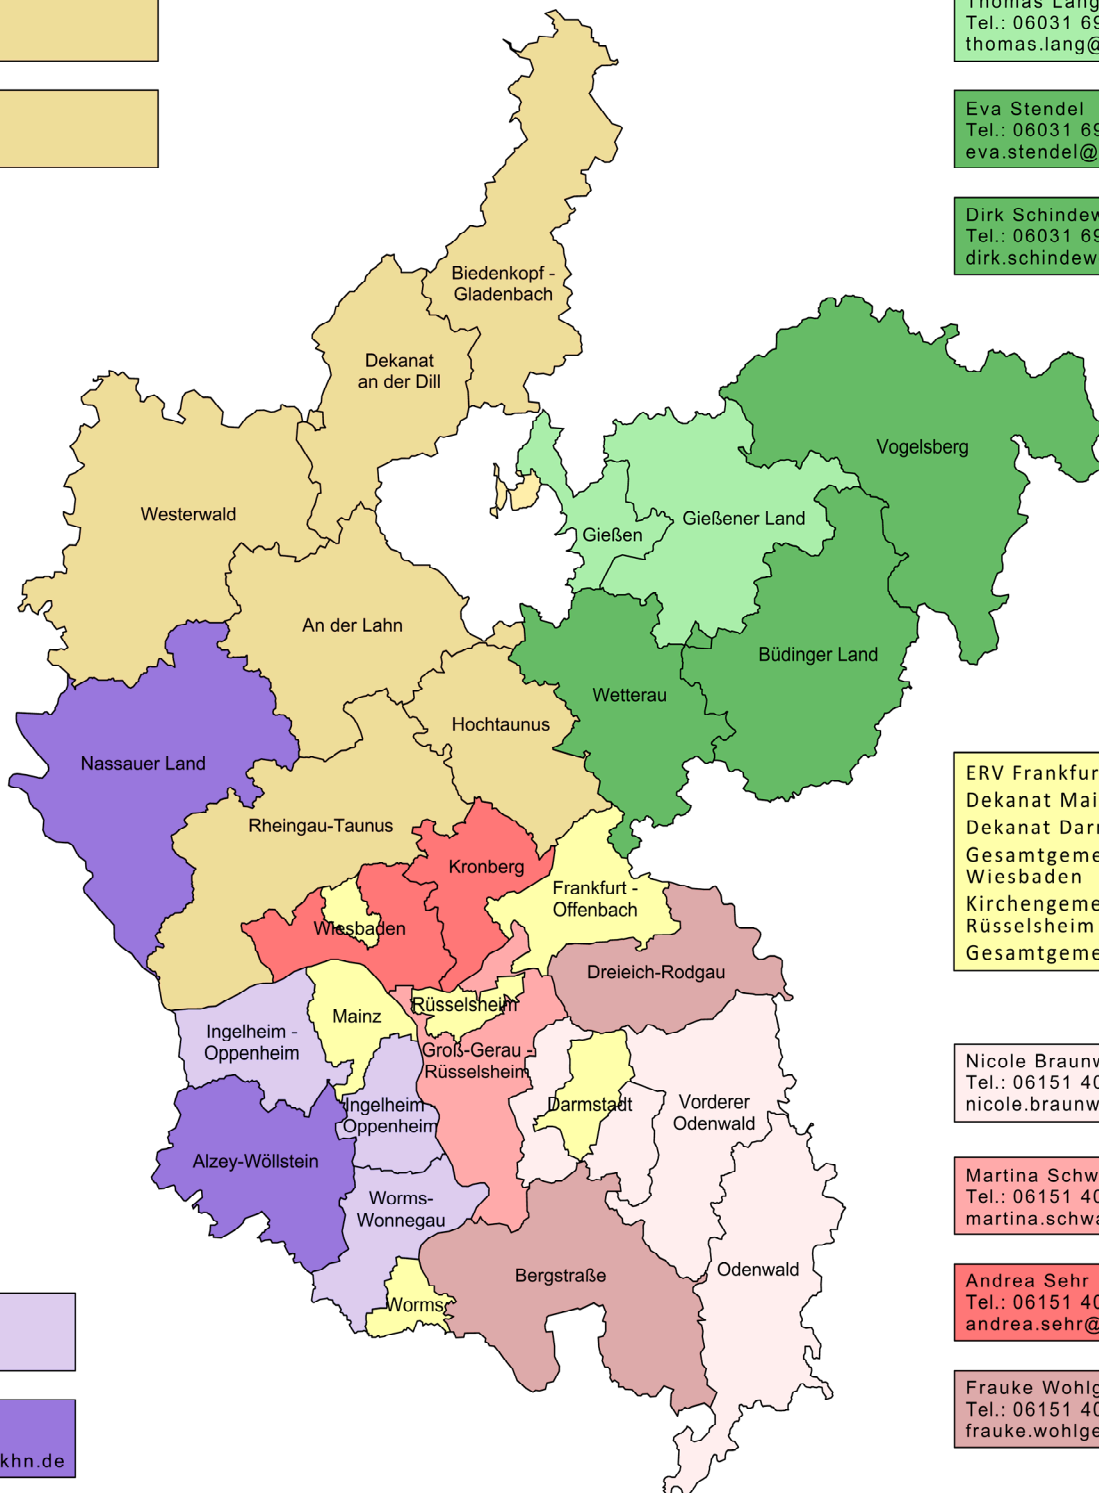 Tel.: 06031 69
thomas.lang@
Eva Stendel
Tel.: 06031 69
eva.stendel@
Dirk Schindew
Tel.: 06031 69
dirk.schindew
Biedenkopf -
Gladenbach
Dekanat
an der Dill
Vogelsberg
Westerwald
Gießen
Gießener Land
An der Lahn
Büdinger Land
Wetterau
Hochtaunus
Nassauer Land
Rheingau-Taunus
Kronberg
Frankfurt -
Offenbach
Wiesbaden
Dreieich-Rodgau
Rüsselsheim
Mainz
Ingelheim -
Oppenheim
Groß-Gerau -
Rüsselsheim
Ingelheim-
Oppenheim
Darmstadt
Vorderer
Odenwald
Alzey-Wöllstein
Worms-
Wonnegau
Bergstraße
Odenwald
Worms
ERV Frankfur
Dekanat Mai
Dekanat Darm
Gesamtgeme
Wiesbaden
Kirchengeme
Rüsselsheim
Gesamtgeme
Nicole Braunw
Tel.: 06151 40
nicole.braunw
Martina Schw
Tel.: 06151 40
martina.schwa
Andrea Sehr
Tel.: 06151 40
andrea.sehr@
Frauke Wohlg
Tel.: 06151 40
frauke.wohlge
khn.de